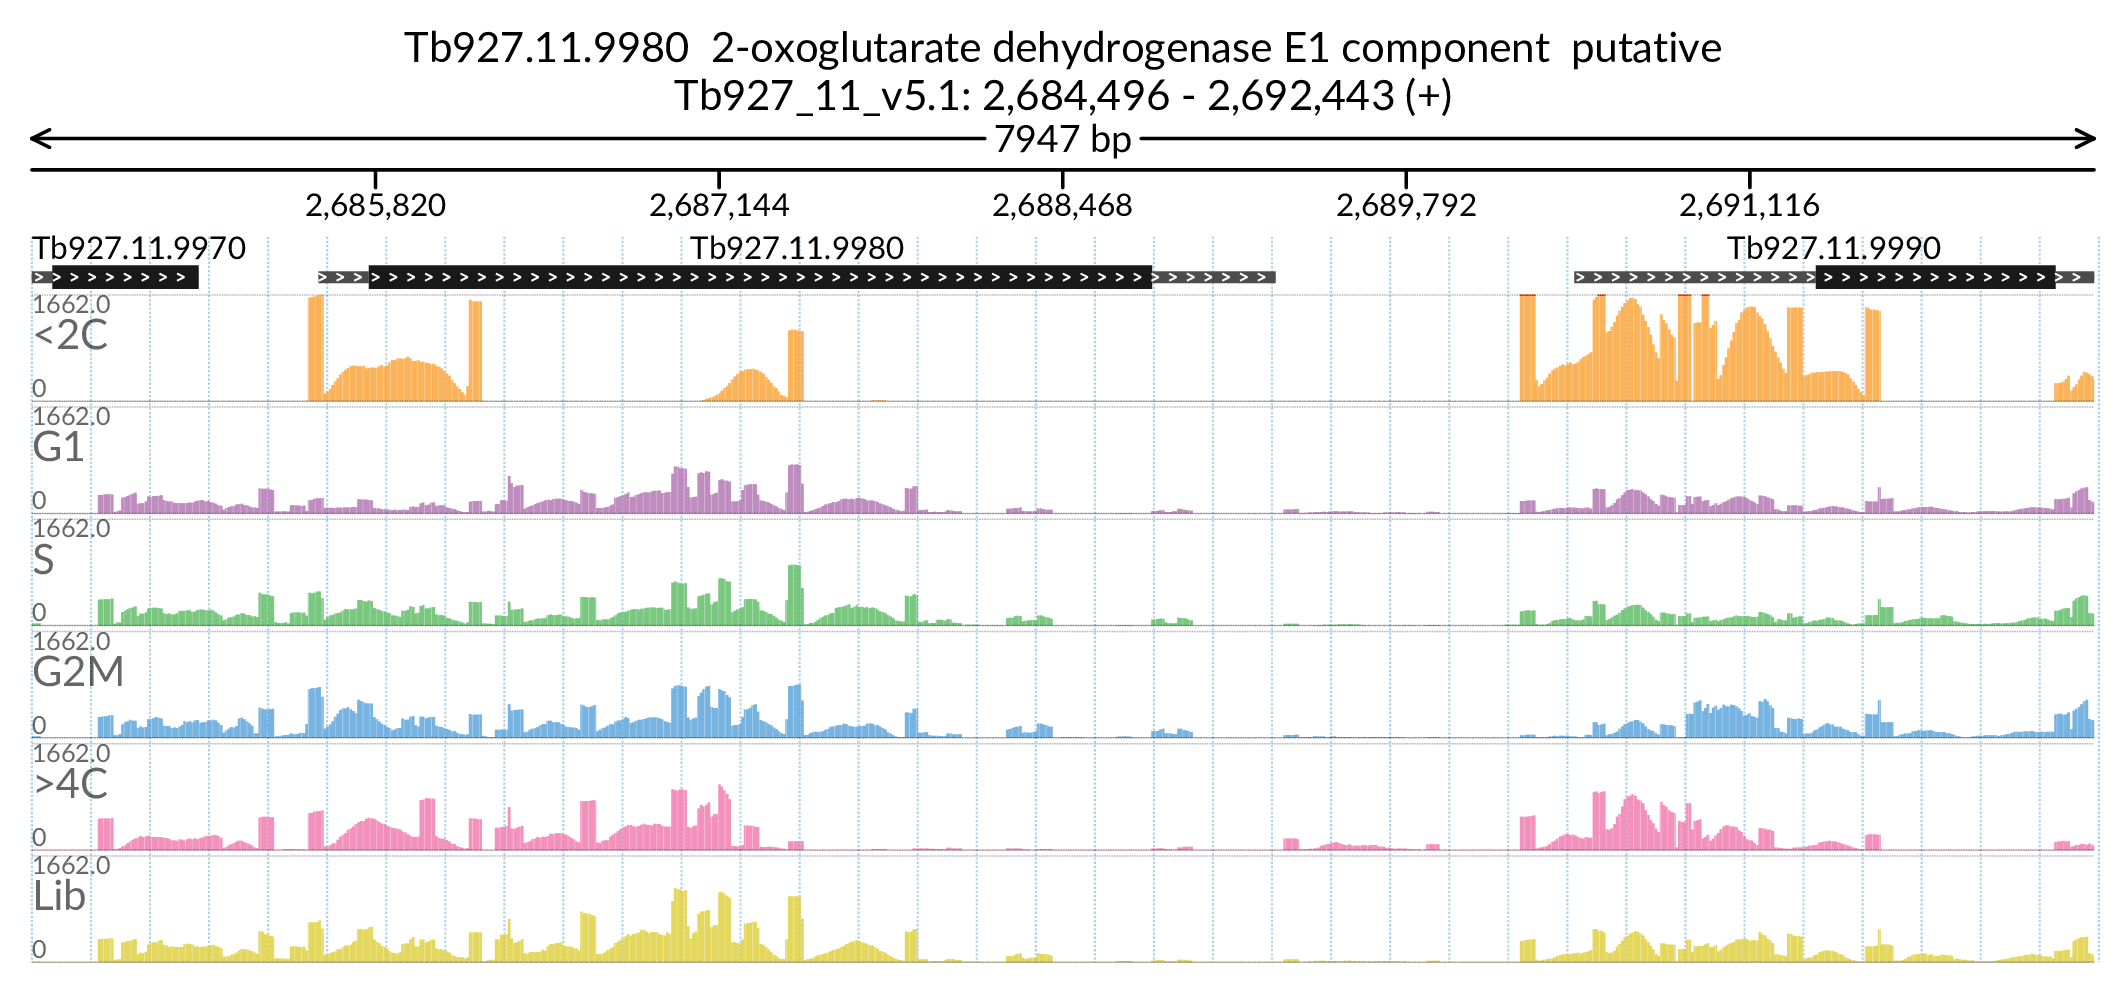 Tb927.11.9980  2-oxoglutarate dehydrogenase E1 component  putative
Tb927_11_v5.1: 2,684,496 - 2,692,443 (+)
7947 bp
2,685,820 2,687,144 2,688,468 2,689,792 2,691,116
Tb927.11.9970 Tb927.11.9980 Tb927.11.9990
1662.0
<2C
0
1662.0
G1
0
1662.0
S
0
1662.0
G2M
0
1662.0
>4C
0
1662.0
Lib
0